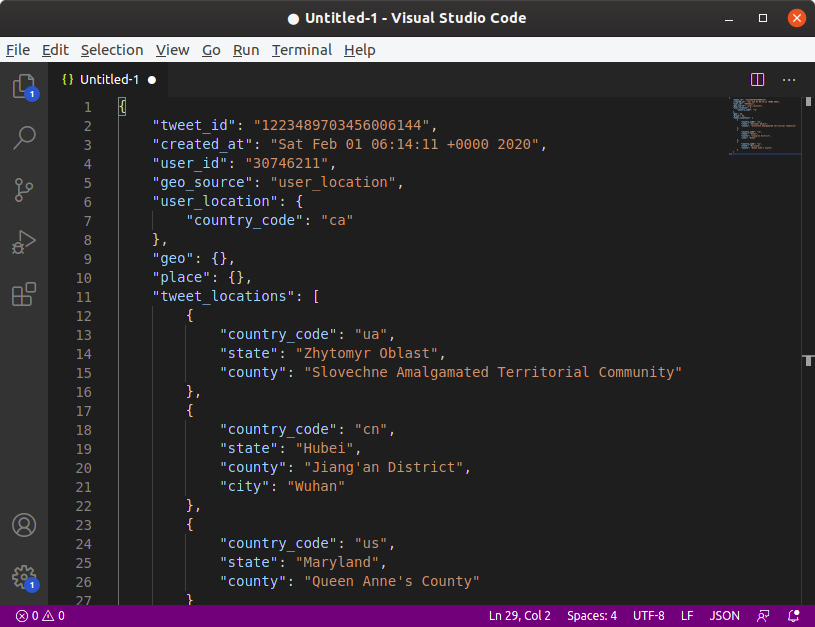 ● Untitled-1 - Visual Studio Code
File Edit Selection View Go Run Terminal Help
{} Untitled-1 ●
1 {
2 "tweet_id": "1223489703456006144",
3 "created_at": "Sat Feb 01 06:14:11 +0000 2020",
4 "user_id": "30746211",
5 "geo_source": "user_location",
6 "user_location": {
7 "country_code": "ca"
8 },
9 "geo": {},
10 "place": {},
11 "tweet_locations": [
12 {
13 "country_code": "ua",
14 "state": "Zhytomyr Oblast",
15 "county": "Slovechne Amalgamated Territorial Community"
16 },
17 {
18 "country_code": "cn",
19 "state": "Hubei",
20 "county": "Jiang'an District",
21 "city": "Wuhan"
22 },
23 {
24 "country_code": "us",
25 "state": "Maryland",
26 "county": "Queen Anne's County"
27 }
1
1
0 0 Ln 29, Col 2 Spaces: 4 UTF-8 LF JSON